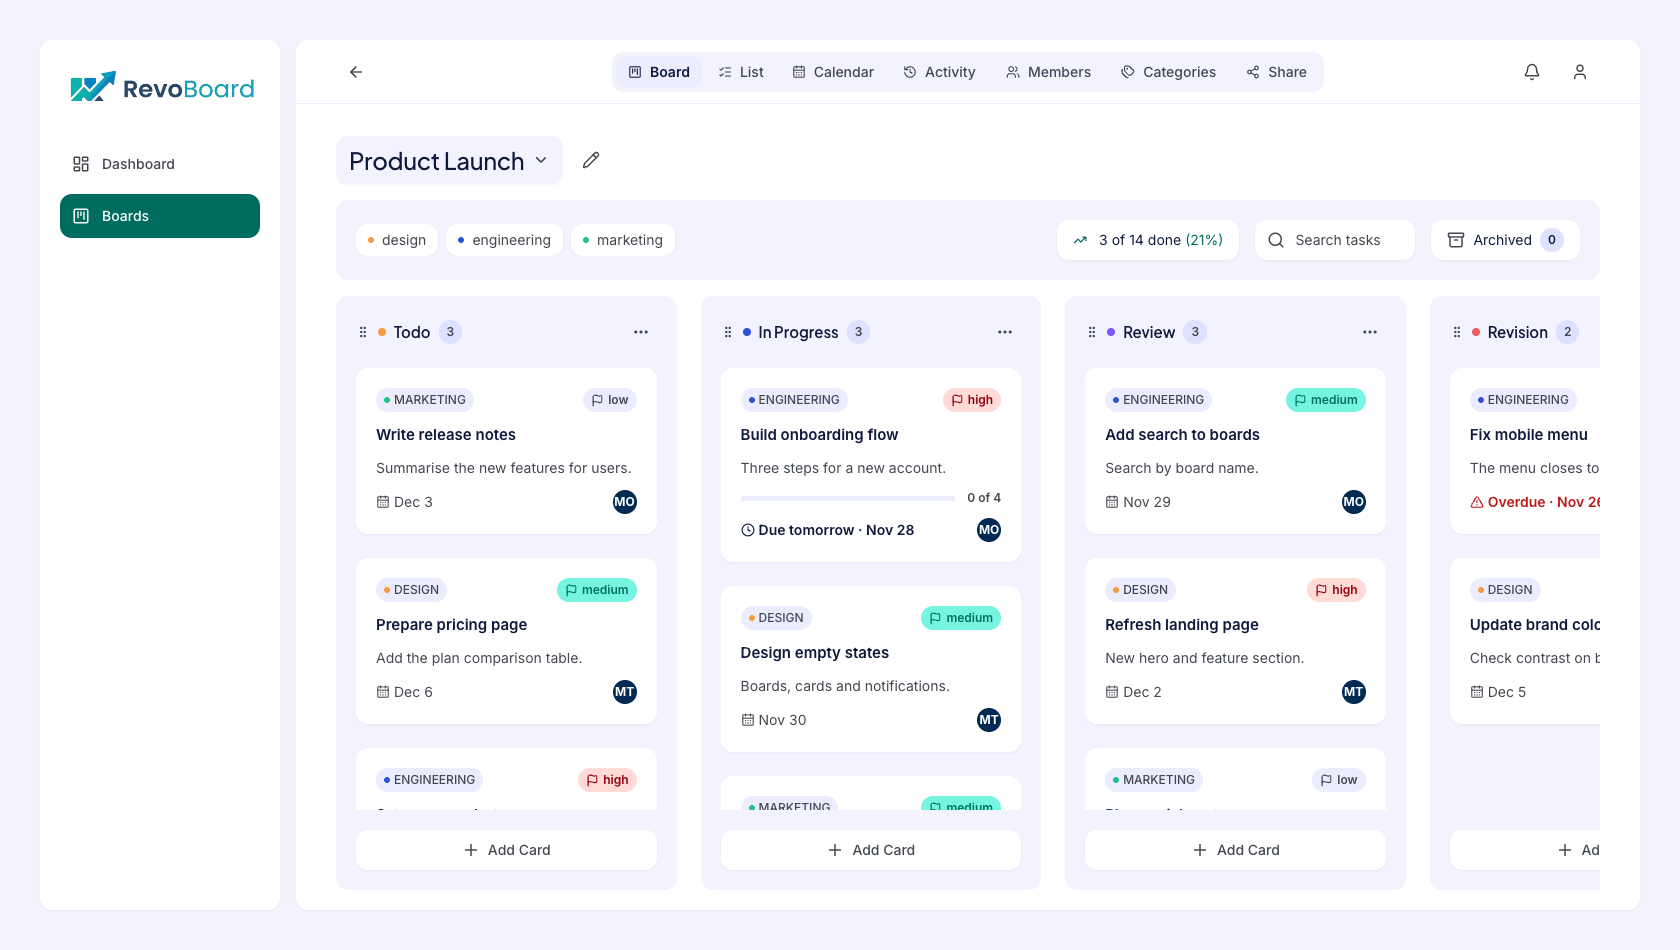 RevoBoard
Dashboard
Boards
Board
List
Calendar
Activity
Members
Categories
Share
Product Launch
design
engineering
marketing
3 of 14 done (21%)
Search tasks
Archived 0
Todo 3
MARKETING
low
Write release notes
Summarise the new features for users.
Dec 3
MO
DESIGN
medium
Prepare pricing page
Add the plan comparison table.
Dec 6
MT
ENGINEERING
high
Add Card
In Progress 3
ENGINEERING
high
Build onboarding flow
Three steps for a new account.
0 of 4
Due tomorrow · Nov 28
MO
DESIGN
medium
Design empty states
Boards, cards and notifications.
Nov 30
MT
MARKETING
medium
Add Card
Review 3
ENGINEERING
medium
Add search to boards
Search by board name.
Nov 29
MO
DESIGN
high
Refresh landing page
New hero and feature section.
Dec 2
MT
MARKETING
low
Add Card
Revision 2
ENGINEERING
Fix mobile menu
The menu closes to
Overdue · Nov 26
DESIGN
Update brand colo
Check contrast on
Dec 5
Ad